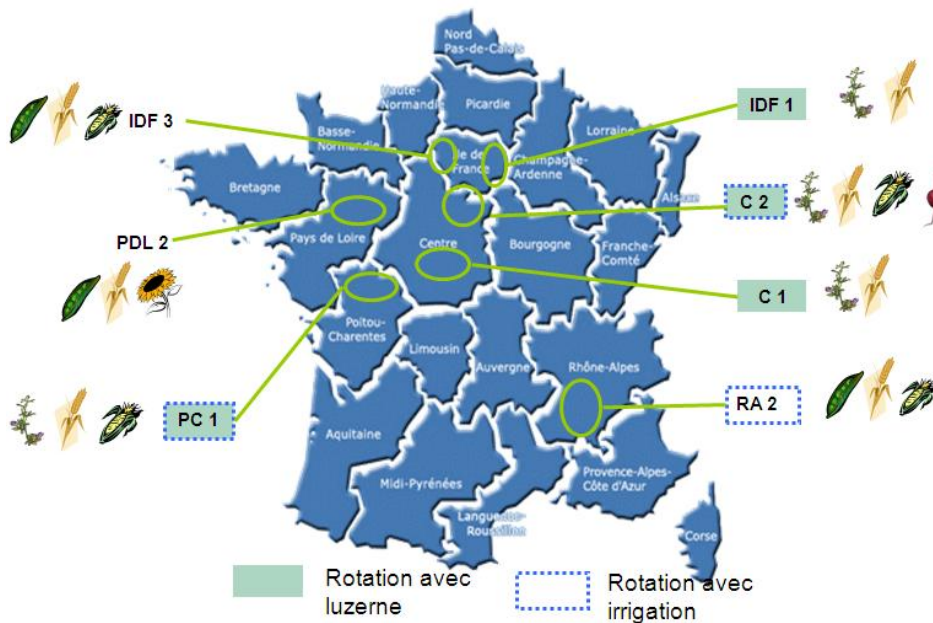 Nord
Pas-de-Calais
Haute-
Normandie
Picardie
IDF 1
IDF 3
Basse-
Normandie
Ile de
France
Champagne-
Ardenne
Lorraine
Alsace
Bretagne
C 2
PDL 2
Pays de Loire
Centre
Bourgogne
Franche-
Comté
C 1
Poitou-
Charentes
Limousin
Auvergne
Rhône-Alpes
PC 1
RA 2
Aquitaine
Midi-Pyrénées
Provence-Alpes-
Côte d'Azur
Languedoc-
Roussillon
Corse
Rotation avec
luzerne
Rotation avec
irrigation